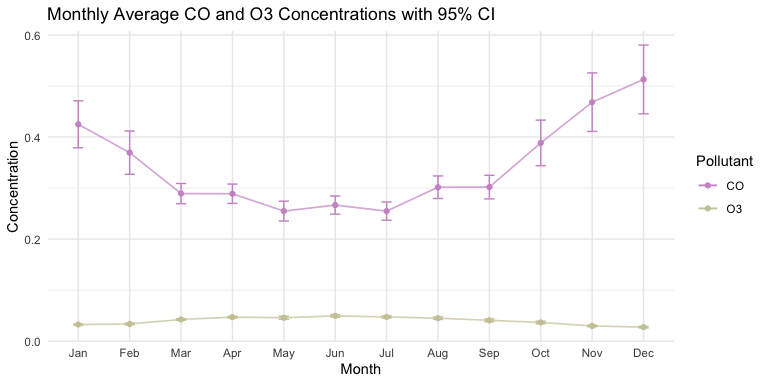 Monthly Average CO and O3 Concentrations with 95% CI
0.6
0.4
0.2
0.0
Concentration
Jan Feb Mar Apr May Jun Jul Aug Sep Oct Nov Dec
Month
Pollutant
CO
O3